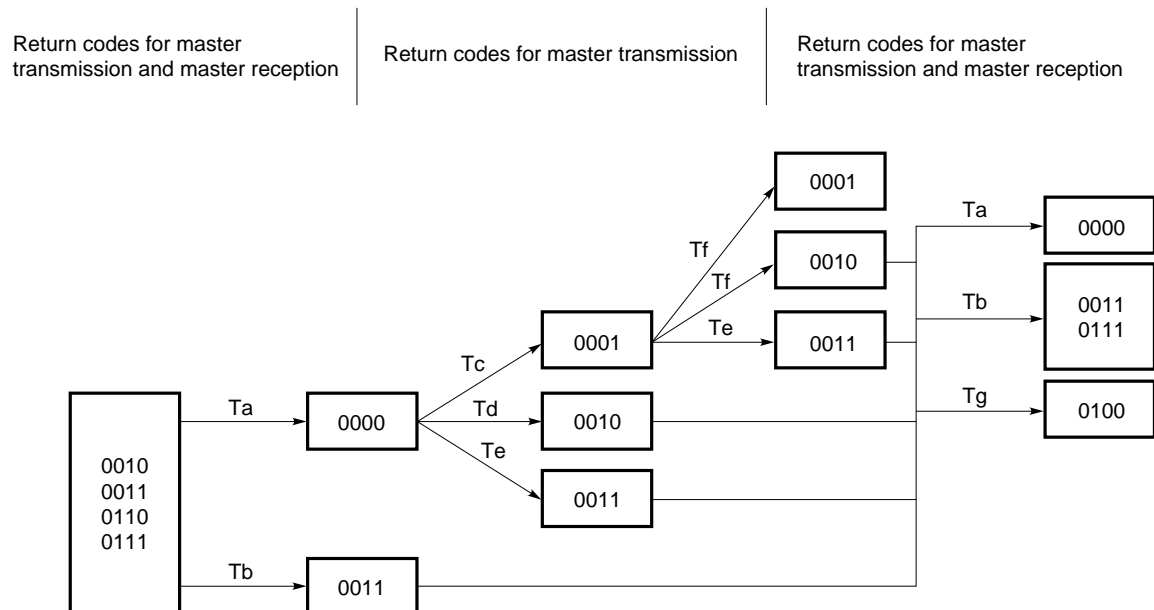 Return codes for master
transmission and master reception
Return codes for master transmission
Return codes for master
transmission and master reception
0001
Tf
Ta
0000
Tf
0010
Tb
0011
0111
Te
0011
0001
Tc
Ta
0000
Td
0010
Tg
0100
Te
0011
0010
0011
0110
0111
Tb
0011